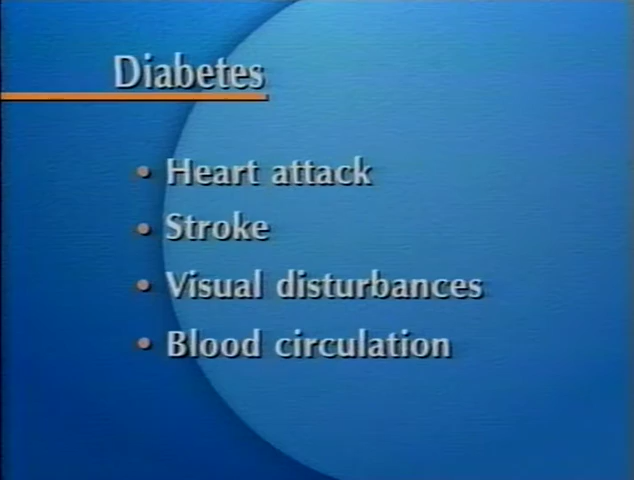 Diabetes
• Heart attack
• Stroke
• Visual disturbances
• Blood circulation